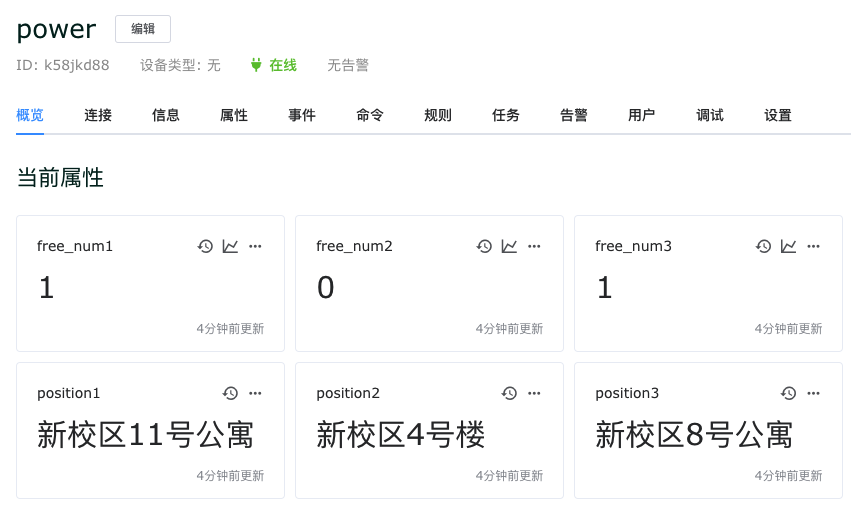 power 编辑
ID: k58jkd88 设备类型: 无 在线 无告警
概览 连接 信息 属性 事件 命令 规则 任务 告警 用户 调试 设置
当前属性
free_num1
1
4分钟前更新
free_num2
0
4分钟前更新
free_num3
1
4分钟前更新
position1
新校区11号公寓
4分钟前更新
position2
新校区4号楼
4分钟前更新
position3
新校区8号公寓
4分钟前更新